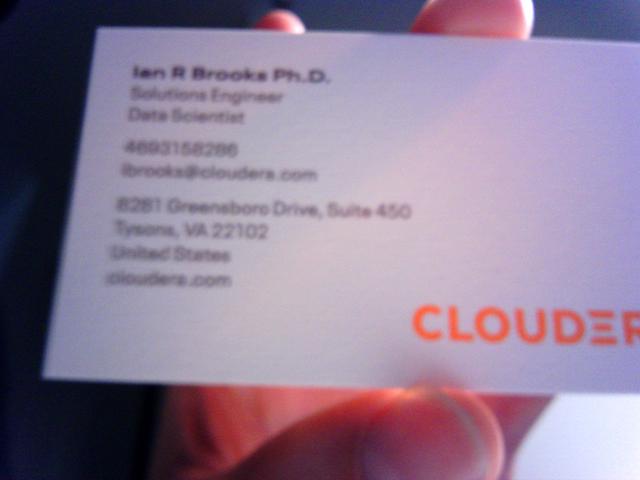 Ian R Brooks Ph.D.
Solutions Engineer
Data Scientist
4693158286
ibrooks@cloudera.com
8281 Greensboro Drive, Suite 450
Tysons, VA 22102
United States
cloudera.com
CLOUDER